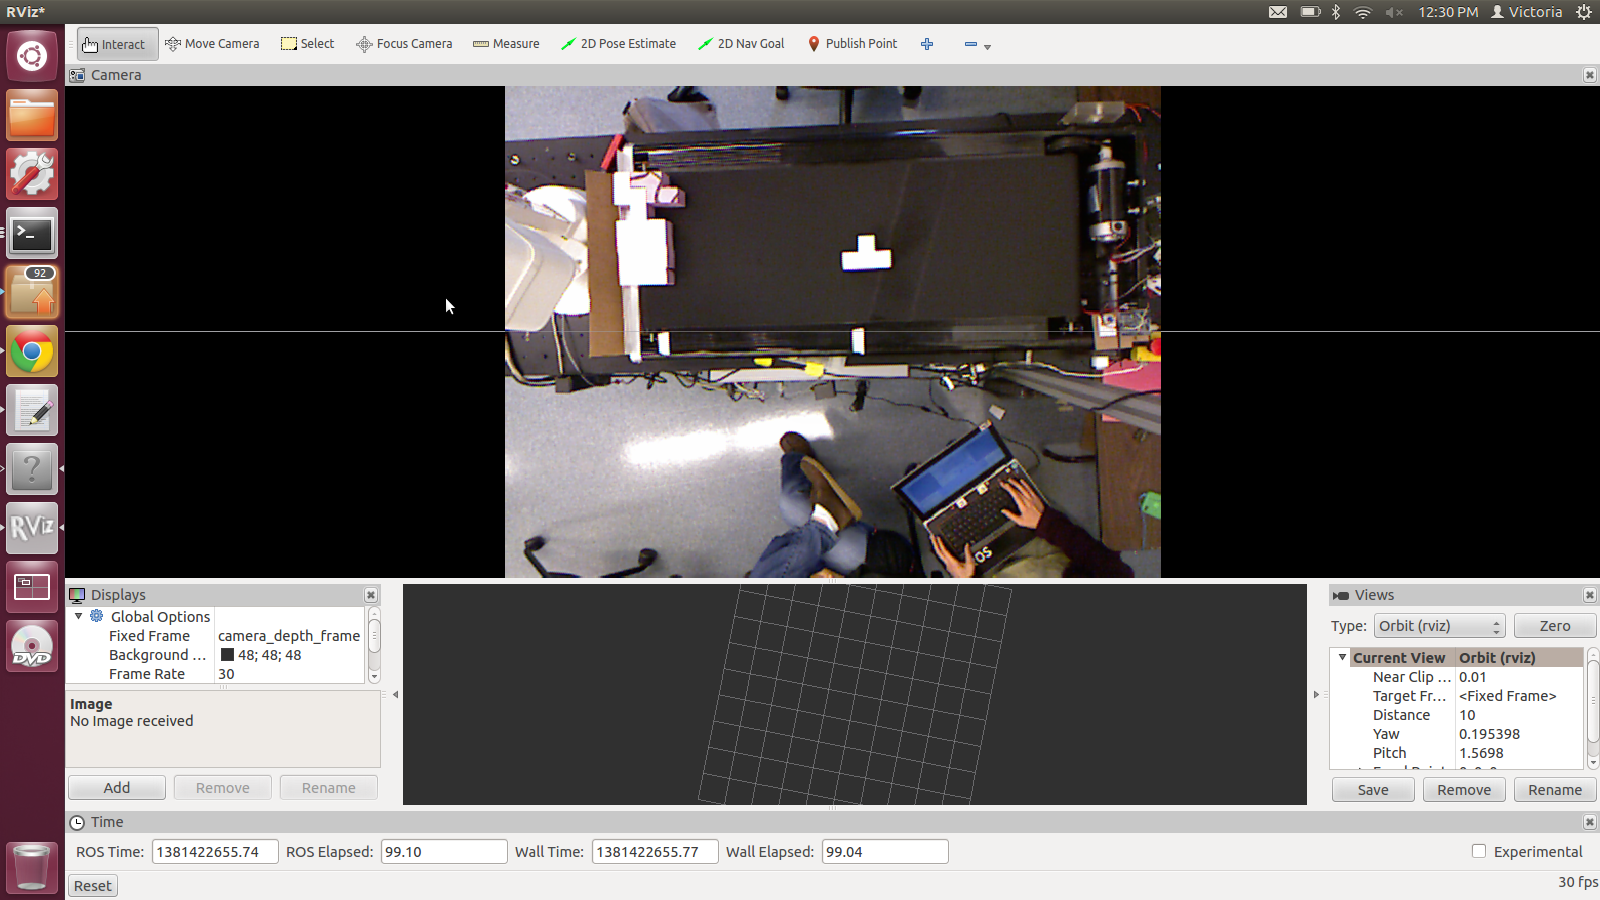 RViz*
12:30 PM Victoria
Interact Move Camera Select Focus Camera Measure 2D Pose Estimate 2D Nav Goal Publish Point
Camera
92
RViz
DVD
Displays
Global Options
Fixed Frame camera_depth_frame
Background ... 48; 48; 48
Frame Rate 30
Image
No Image received
Add Remove Rename
Views
Type: Orbit (rviz) Zero
Current View Orbit (rviz)
Near Clip ... 0.01
Target Fr... <Fixed Frame>
Distance 10
Yaw 0.195398
Pitch 1.5698
Save Remove Rename
Time
ROS Time: 1381422655.74 ROS Elapsed: 99.10 Wall Time: 1381422655.77 Wall Elapsed: 99.04 Experimental
Reset 30 fps